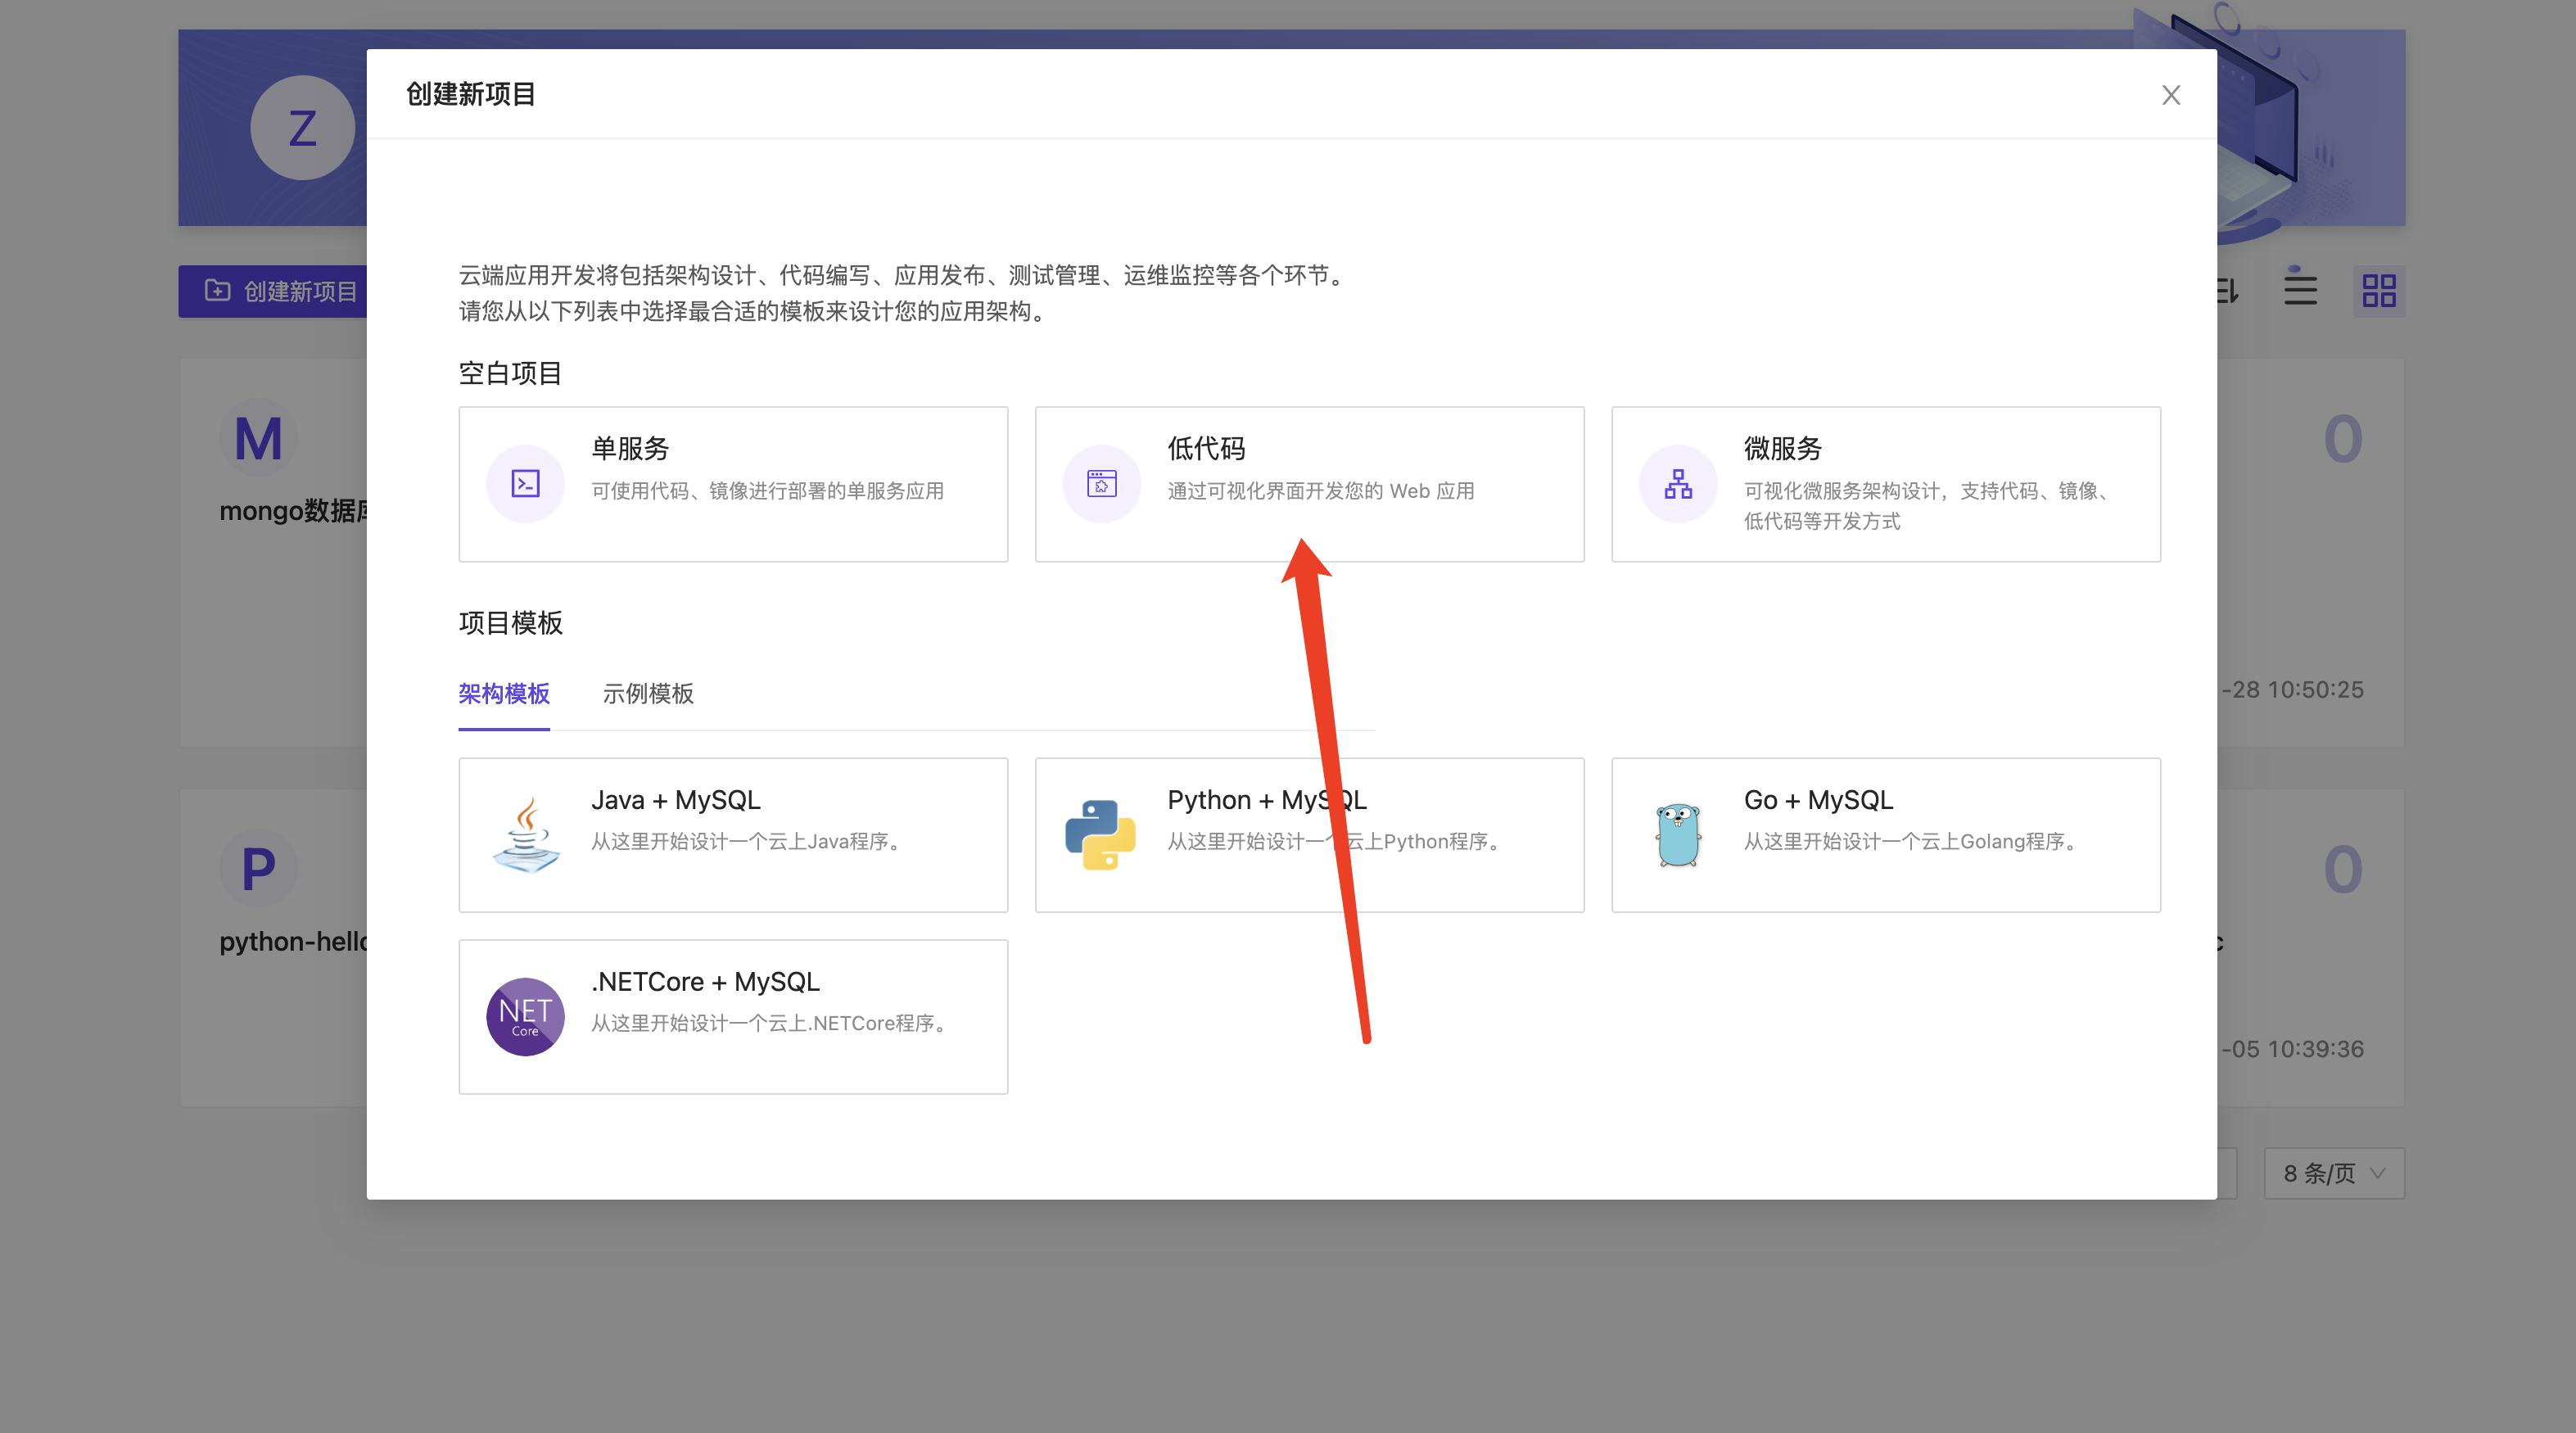 创建新项目
Z
创建新项目
云端应用开发将包括架构设计、代码编写、应用发布、测试管理、运维监控等各个环节。
请您从以下列表中选择最合适的模板来设计您的应用架构。
空白项目
单服务
可使用代码、镜像进行部署的单服务应用
低代码
通过可视化界面开发您的 Web 应用
微服务
可视化微服务架构设计，支持代码、镜像、
低代码等开发方式
M
mongo数据库
0
项目模板
架构模板
示例模板
-28 10:50:25
Java + MySQL
从这里开始设计一个云上Java程序。
Python + MySQL
从这里开始设计一个云上Python程序。
Go + MySQL
从这里开始设计一个云上Golang程序。
P
python-hello
0
c
.NETCore + MySQL
从这里开始设计一个云上.NETCore程序。
NET
Core
-05 10:39:36
8 条/页